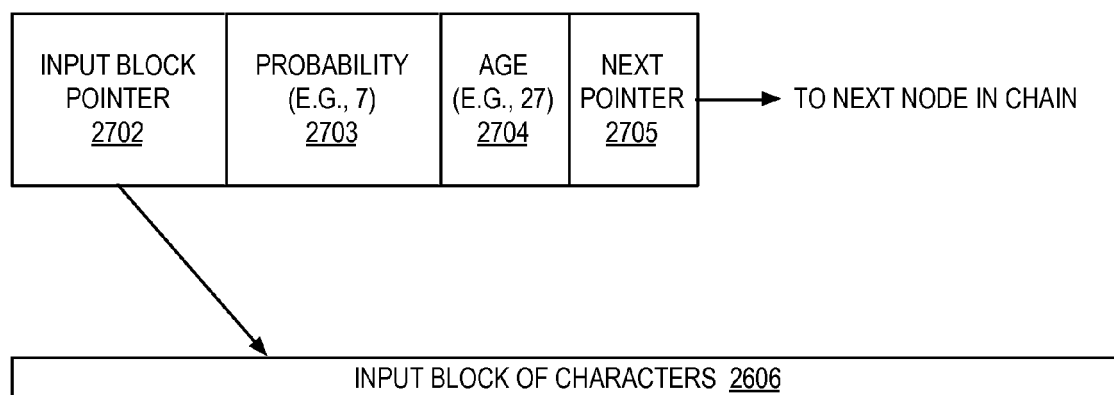 INPUT BLOCK
POINTER
2702
PROBABILITY
(E.G., 7)
2703
AGE
(E.G., 27)
2704
NEXT
POINTER
2705
TO NEXT NODE IN CHAIN
INPUT BLOCK OF CHARACTERS 2606